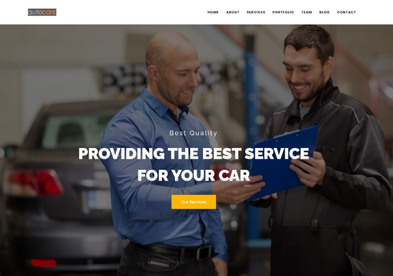 AUTOCARE
HOME ABOUT SERVICES PORTFOLIO TEAM BLOG CONTACT
Best Quality
PROVIDING THE BEST SERVICE
FOR YOUR CAR
Our Services